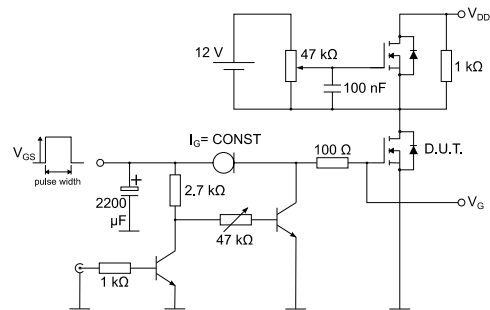 V_DD
12 V
47 kΩ
100 nF
1 kΩ
I_G= CONST
100 Ω
D.U.T.
V_GS
pulse width
+
2200
μF
2.7 kΩ
47 kΩ
V_G
1 kΩ